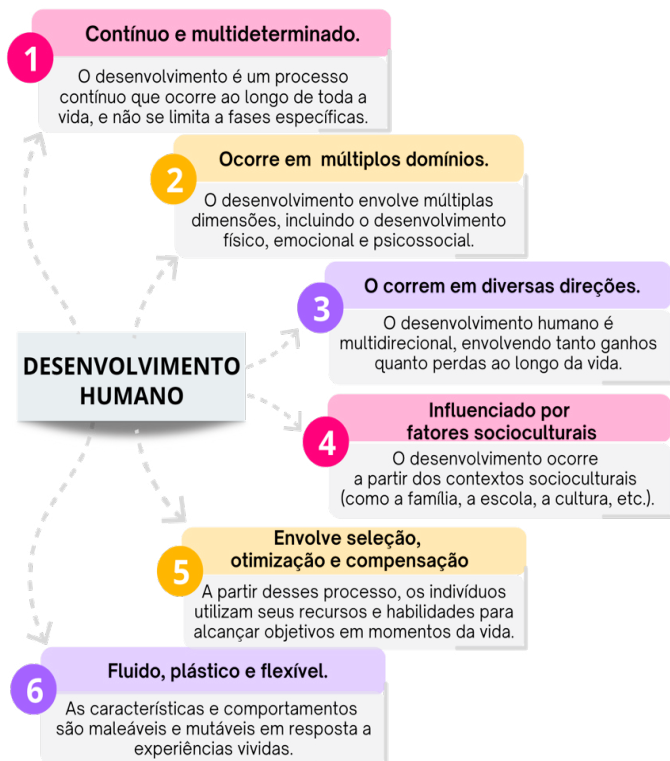 1
Contínuo e multideterminado.
O desenvolvimento é um processo
contínuo que ocorre ao longo de toda a
vida, e não se limita a fases específicas.
2
Ocorre em múltiplos domínios.
O desenvolvimento envolve múltiplas
dimensões, incluindo o desenvolvimento
físico, emocional e psicossocial.
3
O correm em diversas direções.
O desenvolvimento humano é
multidirecional, envolvendo tanto ganhos
quanto perdas ao longo da vida.
DESENVOLVIMENTO
HUMANO
4
Influenciado por
fatores socioculturais
O desenvolvimento ocorre
a partir dos contextos socioculturais
(como a família, a escola, a cultura, etc.).
5
Envolve seleção,
otimização e compensação
A partir desses processo, os indivíduos
utilizam seus recursos e habilidades para
alcançar objetivos em momentos da vida.
6
Fluido, plástico e flexível.
As características e comportamentos
são maleáveis e mutáveis em resposta a
experiências vividas.